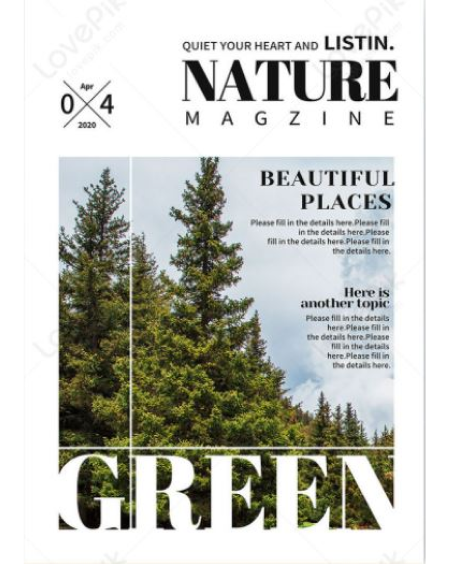 QUIET YOUR HEART AND LISTIN.
NATURE
MAGZINE
Apr
0 4
2020
BEAUTIFUL
PLACES
Please fill in the details here.Please fill
in the details here.Please
fill in the details here.Please fill in
the details here.
Here is
another topic
Please fill in the details
here.Please fill in
the details here.Please
fill in the details
here.Please fill in
the details here.
GREEN
LovePik